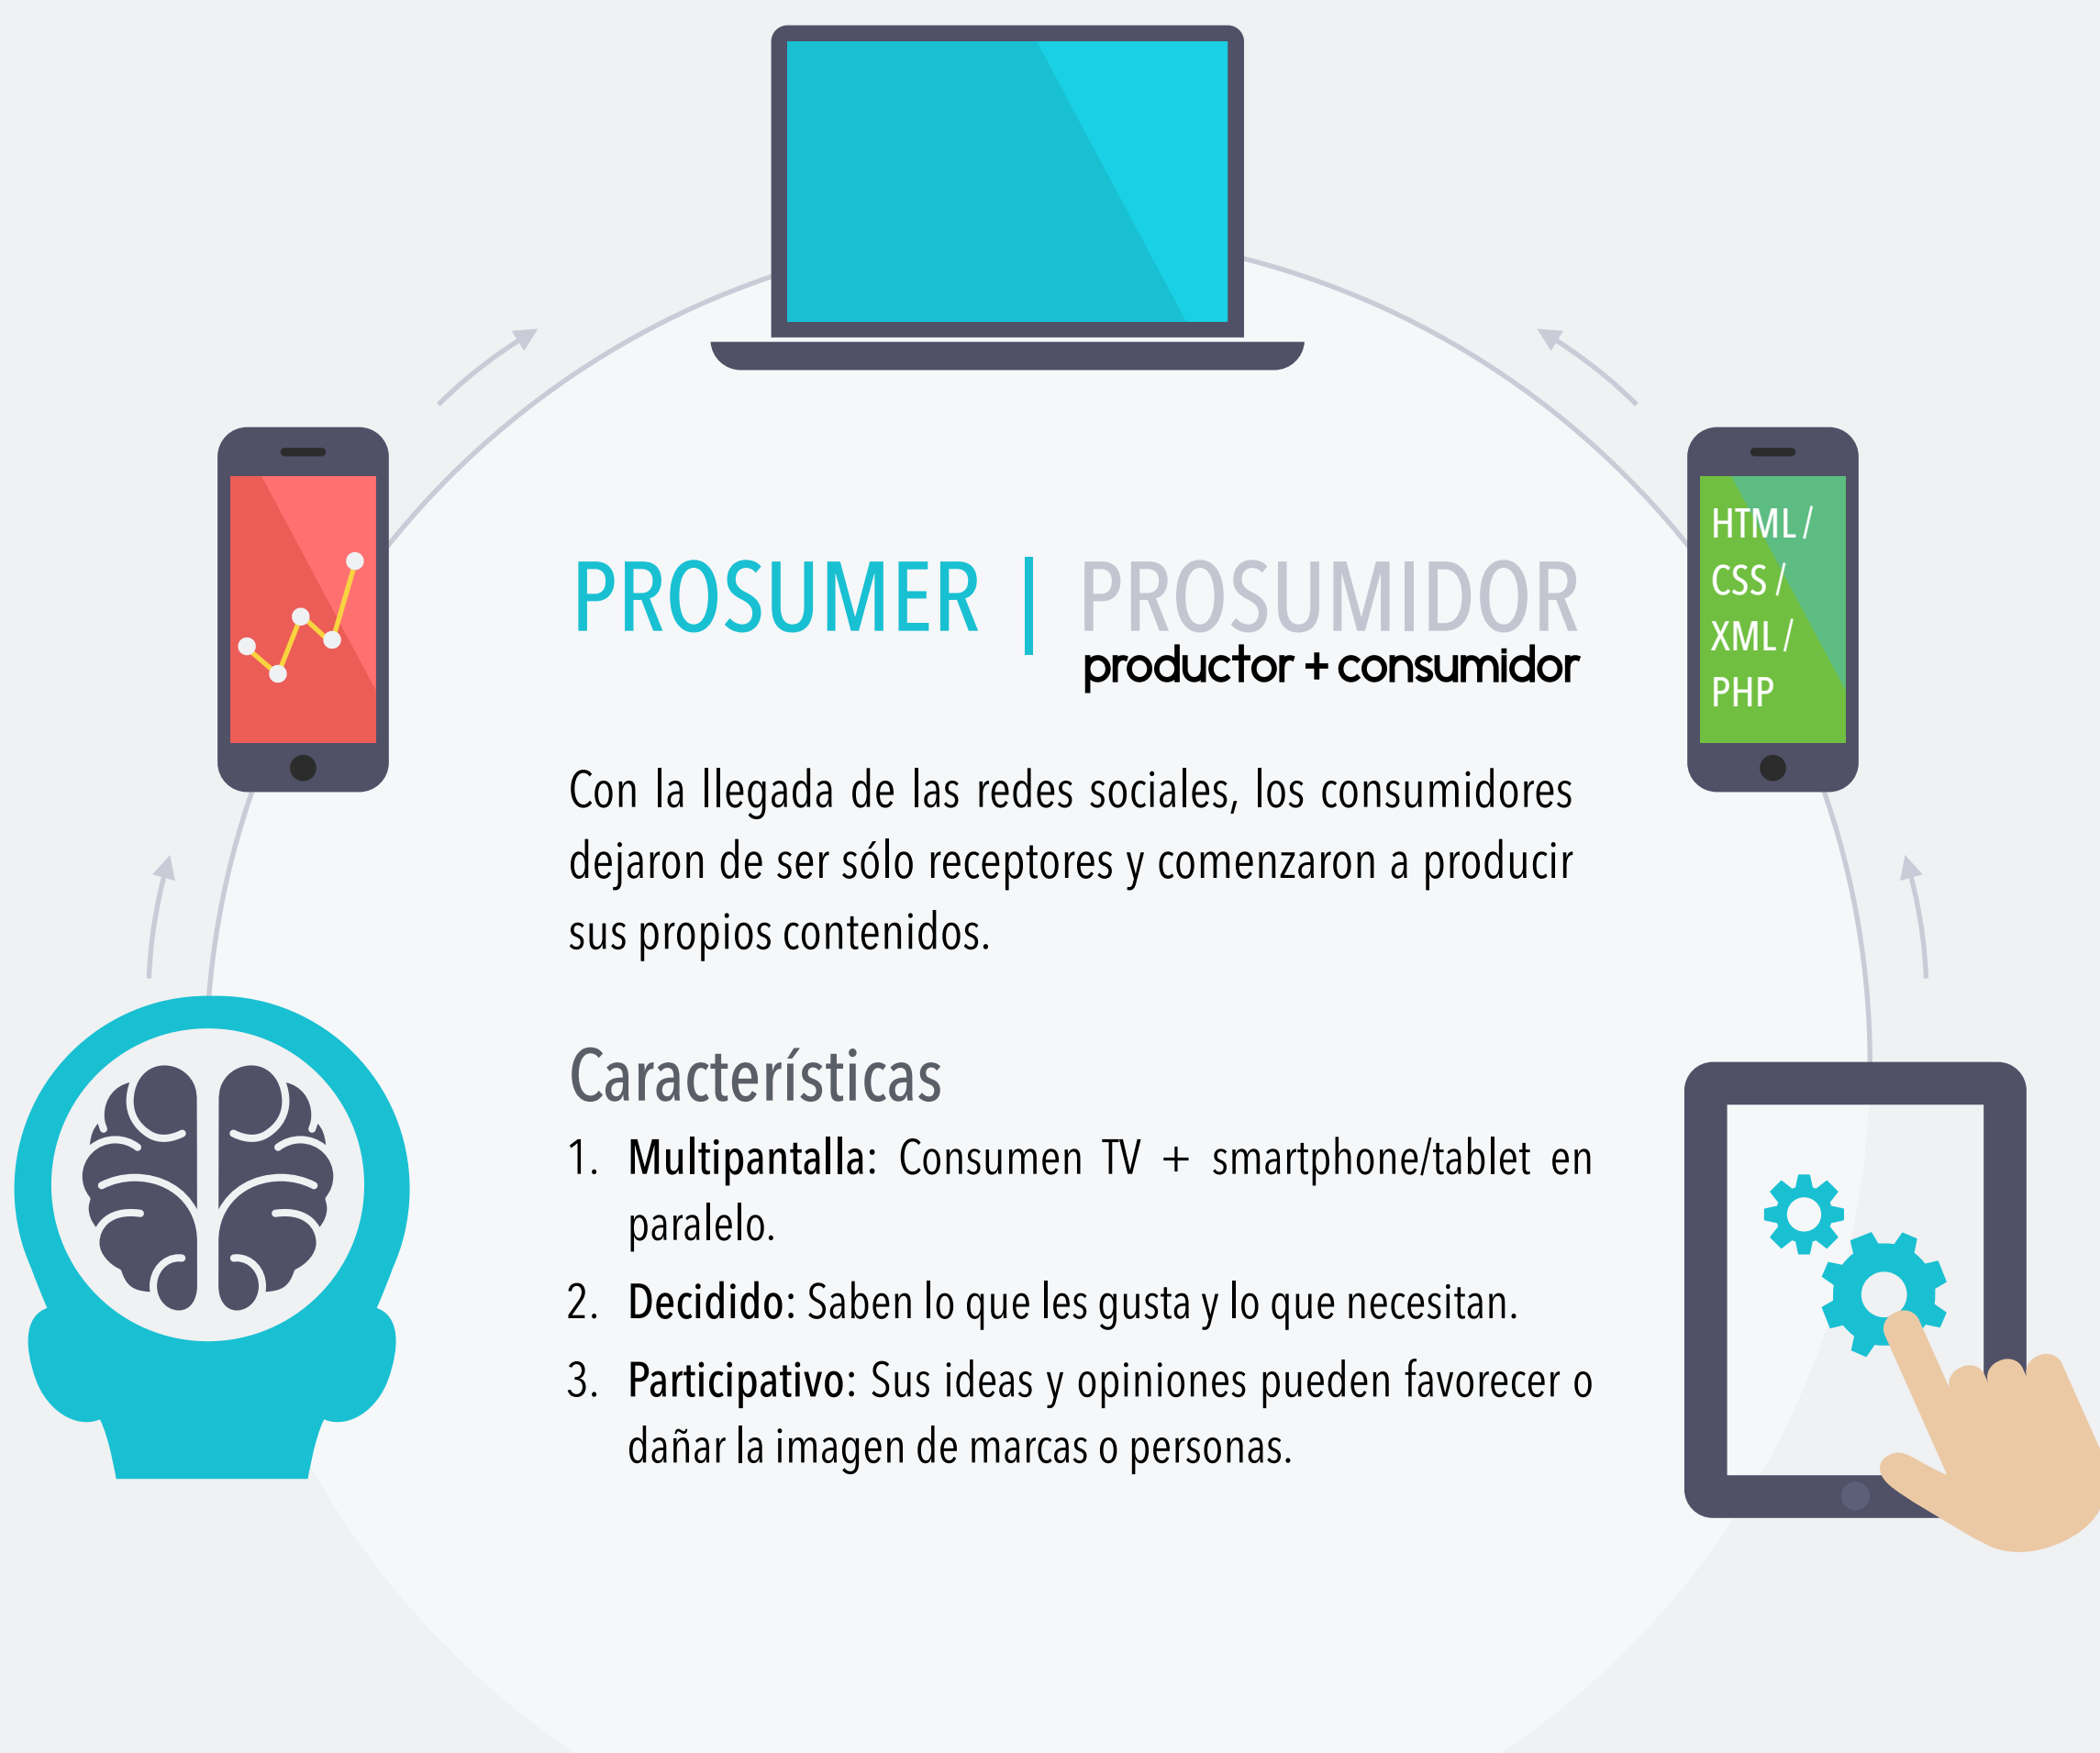 PROSUMER | PROSUMIDOR
productor + consumidor
HTML /
CSS /
XML /
PHP
Con la llegada de las redes sociales, los consumidores
dejaron de ser sólo receptores y comenzaron a producir
sus propios contenidos.
Características
1. Multipantalla: Consumen TV + smartphone/tablet en
paralelo.
2. Decidido: Saben lo que les gusta y lo que necesitan.
3. Participativo: Sus ideas y opiniones pueden favorecer o
dañar la imagen de marcas o personas.